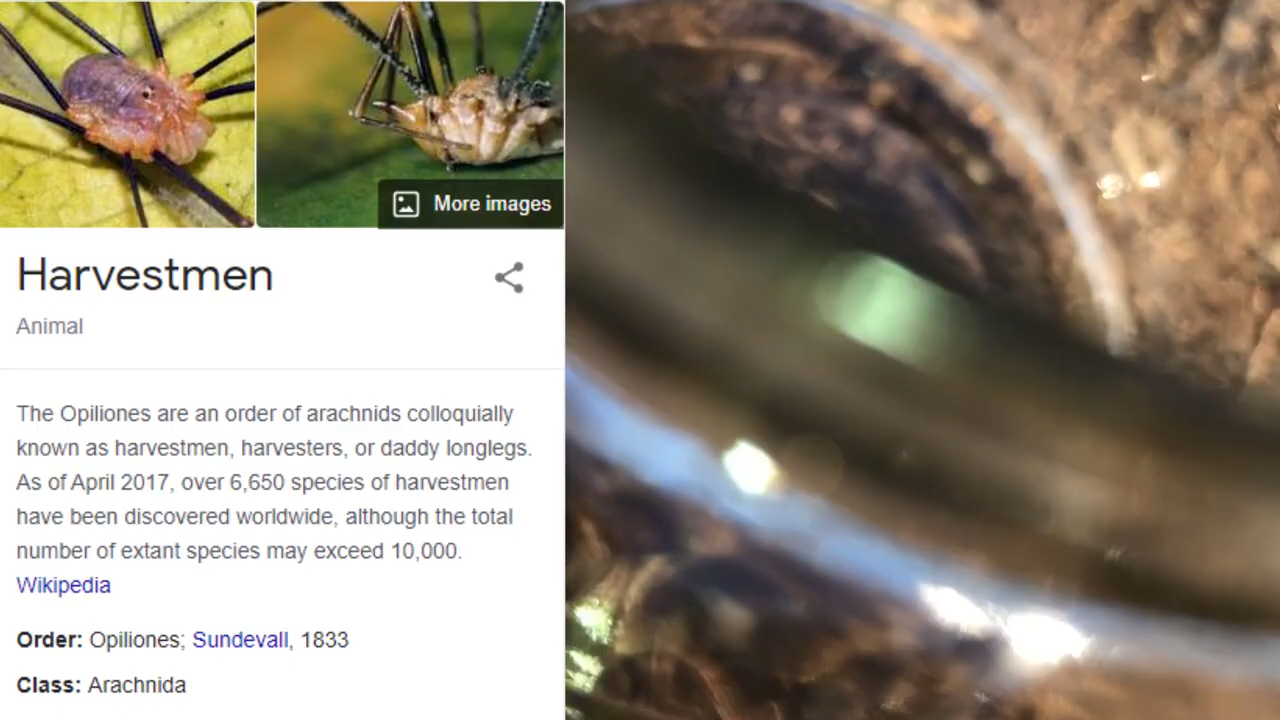 More images
Harvestmen
Animal
The Opiliones are an order of arachnids colloquially
known as harvestmen, harvesters, or daddy longlegs.
As of April 2017, over 6,650 species of harvestmen
have been discovered worldwide, although the total
number of extant species may exceed 10,000.
Wikipedia
Order: Opiliones; Sundevall, 1833
Class: Arachnida